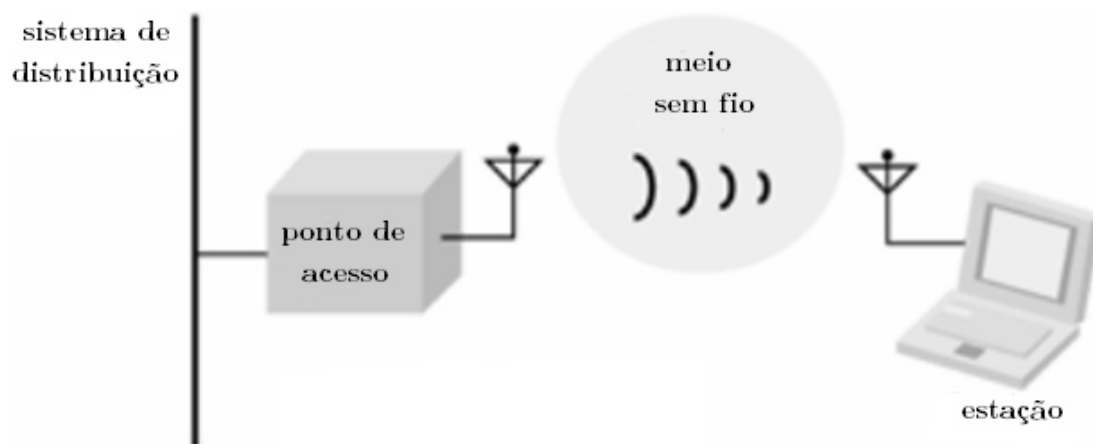 sistema de
distribuição
meio
sem fio
ponto de
acesso
estação